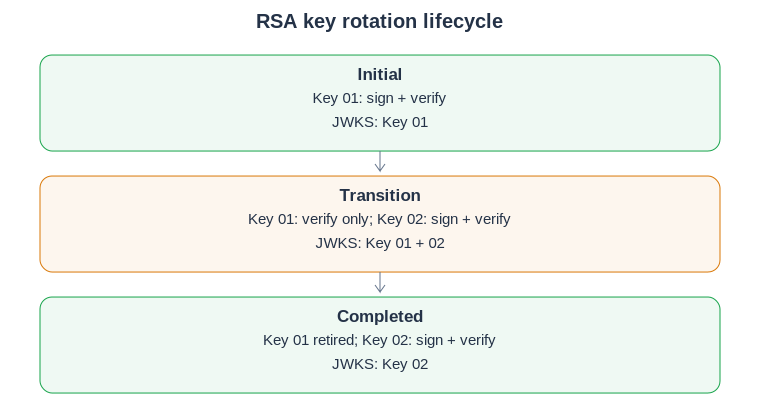 RSA key rotation lifecycle
Initial
Key 01: sign + verify
JWKS: Key 01
Transition
Key 01: verify only; Key 02: sign + verify
JWKS: Key 01 + 02
Completed
Key 01 retired; Key 02: sign + verify
JWKS: Key 02